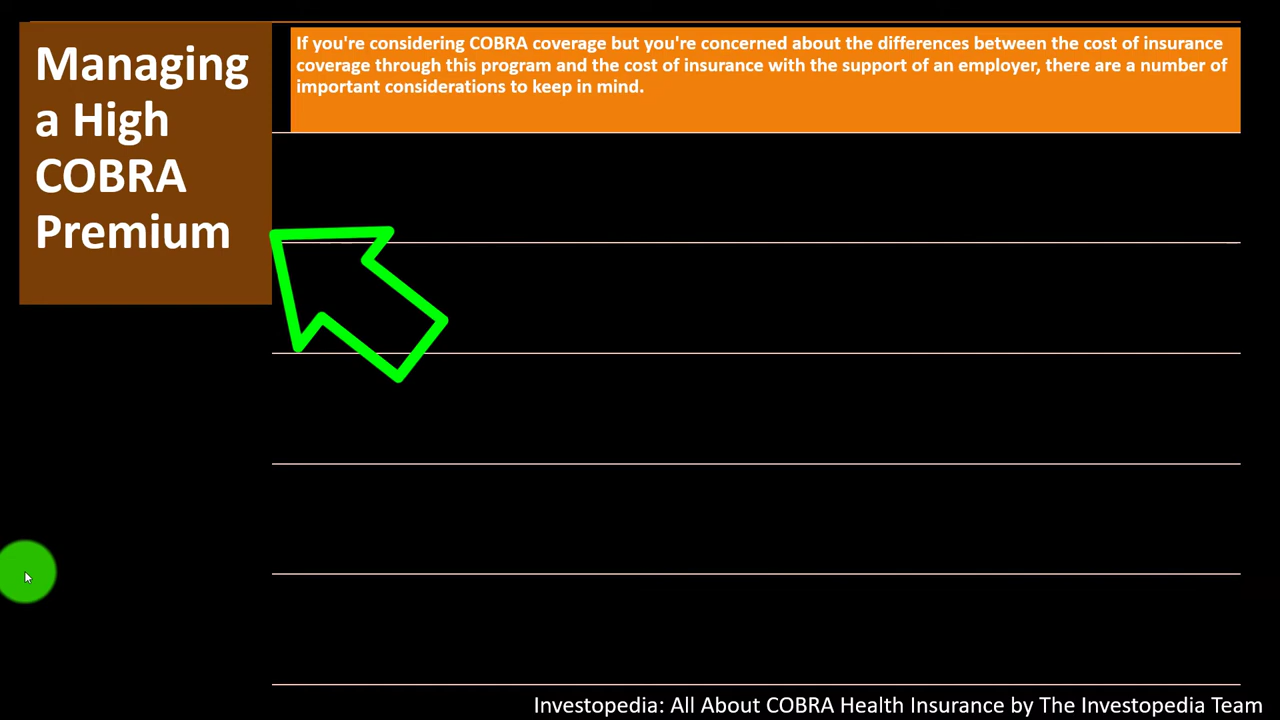 Managing
a High
COBRA
Premium
If you're considering COBRA coverage but you're concerned about the differences between the cost of insurance
coverage through this program and the cost of insurance with the support of an employer, there are a number of
important considerations to keep in mind.
Investopedia: All About COBRA Health Insurance by The Investopedia Team